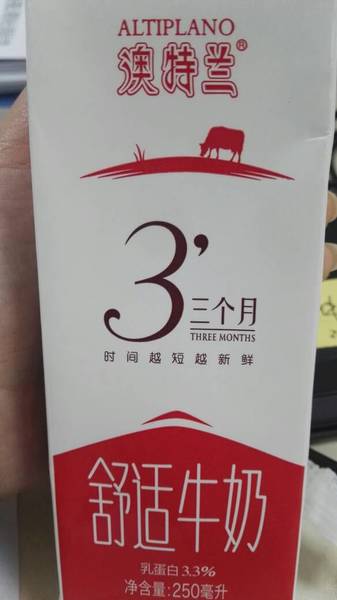 ALTIPLANO
澳特兰®
3’三个月
THREE MONTHS
时间越短越新鲜
舒适牛奶
乳蛋白3.3%
净含量:250毫升